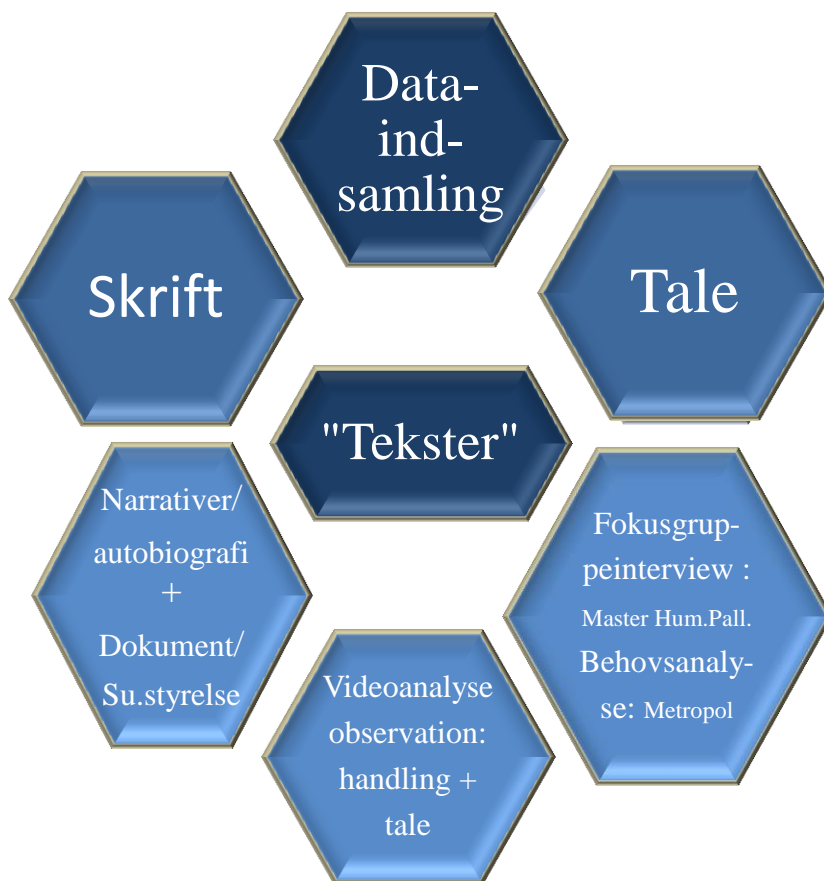 Data-
ind-
samling
Skrift
Tale
"Tekster"
Narrativer/
autobiografi
+
Dokument/
Su.styrelse
Fokusgrup-
peinterview :
Master Hum.Pall.
Behovsanaly-
se: Metropol
Videoanalyse
observation:
handling +
tale